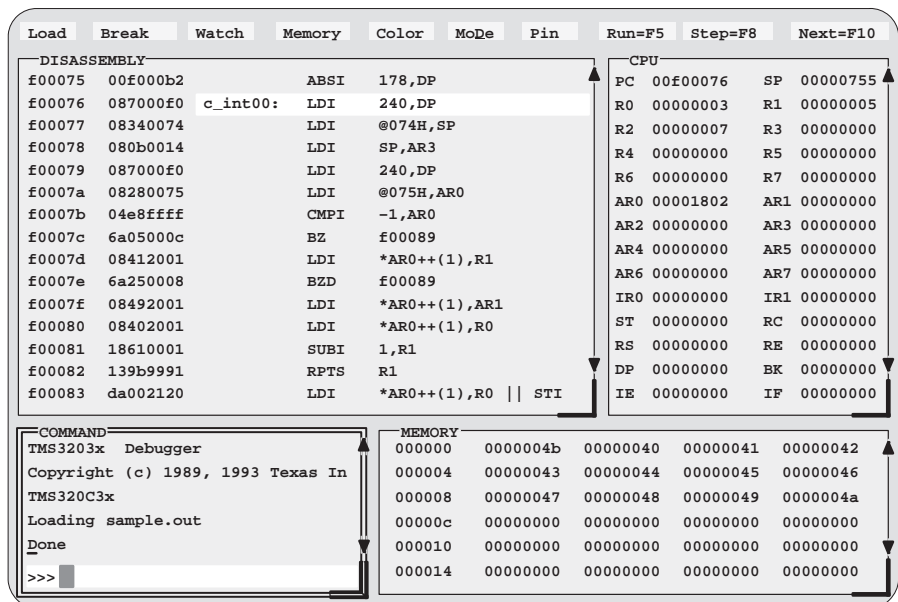 Load Break Watch Memory Color MoDe Pin Run=F5 Step=F8 Next=F10
DISASSEMBLY
f00075 00f000b2 ABSI 178,DP
f00076 087000f0 c_int00: LDI 240,DP
f00077 08340074 LDI @074H,SP
f00078 080b0014 LDI SP,AR3
f00079 087000f0 LDI 240,DP
f0007a 08280075 LDI @075H,AR0
f0007b 04e8ffff CMPI -1,AR0
f0007c 6a05000c BZ f00089
f0007d 08412001 LDI *AR0++(1),R1
f0007e 6a250008 BZD f00089
f0007f 08492001 LDI *AR0++(1),AR1
f00080 08402001 LDI *AR0++(1),R0
f00081 18610001 SUBI 1,R1
f00082 139b9991 RPTS R1
f00083 da002120 LDI *AR0++(1),R0 || STI
CPU
PC 00f00076 SP 00000755
R0 00000003 R1 00000005
R2 00000007 R3 00000000
R4 00000000 R5 00000000
R6 00000000 R7 00000000
AR0 00001802 AR1 00000000
AR2 00000000 AR3 00000000
AR4 00000000 AR5 00000000
AR6 00000000 AR7 00000000
IR0 00000000 IR1 00000000
ST 00000000 RC 00000000
RS 00000000 RE 00000000
DP 00000000 BK 00000000
IE 00000000 IF 00000000
COMMAND
TMS3203x Debugger
Copyright (c) 1989, 1993 Texas In
TMS320C3x
Loading sample.out
Done
>>>
MEMORY
000000 0000004b 00000040 00000041 00000042
000004 00000043 00000044 00000045 00000046
000008 00000047 00000048 00000049 0000004a
00000c 00000000 00000000 00000000 00000000
000010 00000000 00000000 00000000 00000000
000014 00000000 00000000 00000000 00000000